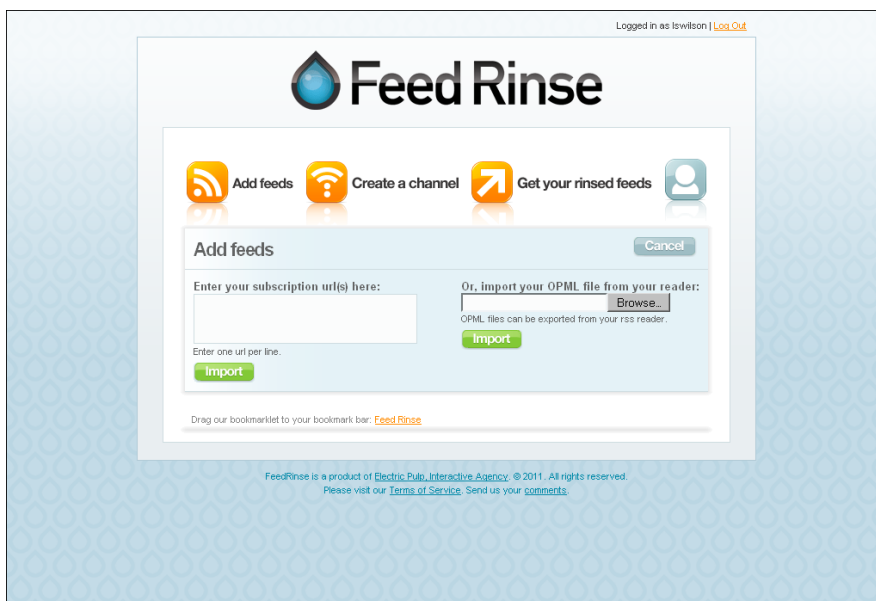 Logged in as lswilson | Log Out
Feed Rinse
Add feeds
Create a channel
Get your rinsed feeds
Add feeds
Cancel
Enter your subscription url(s) here:
Enter one url per line.
Import
Or, import your OPML file from your reader:
Browse...
OPML files can be exported from your rss reader.
Import
Drag our bookmarklet to your bookmark bar: Feed Rinse
FeedRinse is a product of Electric Pulp, Interactive Agency. © 2011. All rights reserved.
Please visit our Terms of Service. Send us your comments.